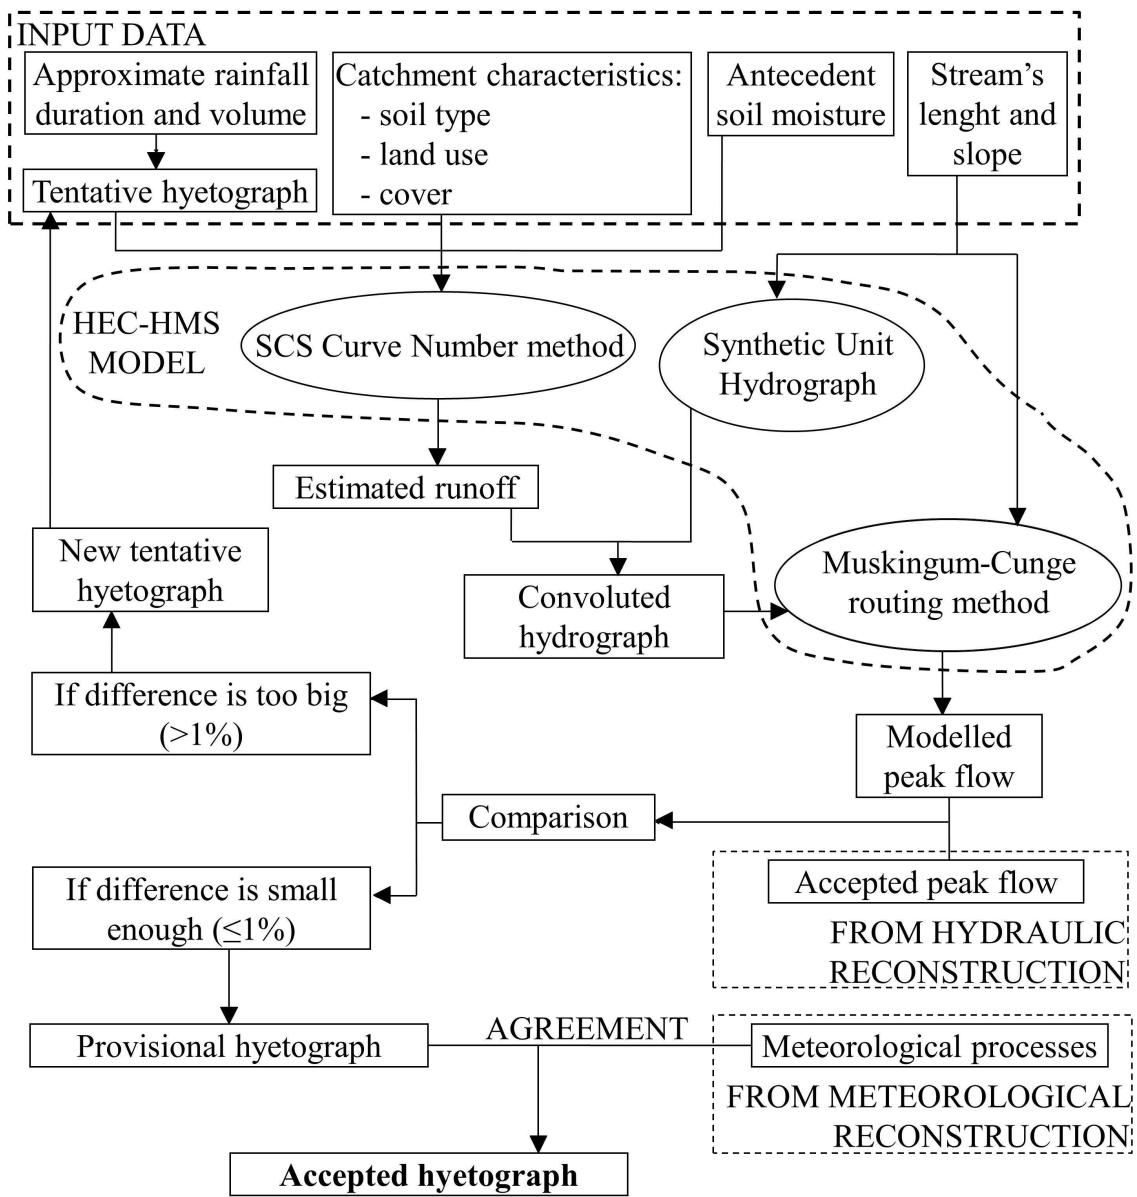 INPUT DATA
Approximate rainfall
duration and volume
Tentative hyetograph
Catchment characteristics:
- soil type
- land use
- cover
Antecedent
soil moisture
Stream's
lenght and
slope
HEC-HMS
MODEL
SCS Curve Number method
Synthetic Unit
Hydrograph
Estimated runoff
New tentative
hyetograph
Convoluted
hydrograph
Muskingum-Cunge
routing method
If difference is too big
(>1%)
Modelled
peak flow
Comparison
If difference is small
enough (≤1%)
Accepted peak flow
FROM HYDRAULIC
RECONSTRUCTION
Provisional hyetograph
AGREEMENT
Meteorological processes
FROM METEOROLOGICAL
RECONSTRUCTION
Accepted hyetograph